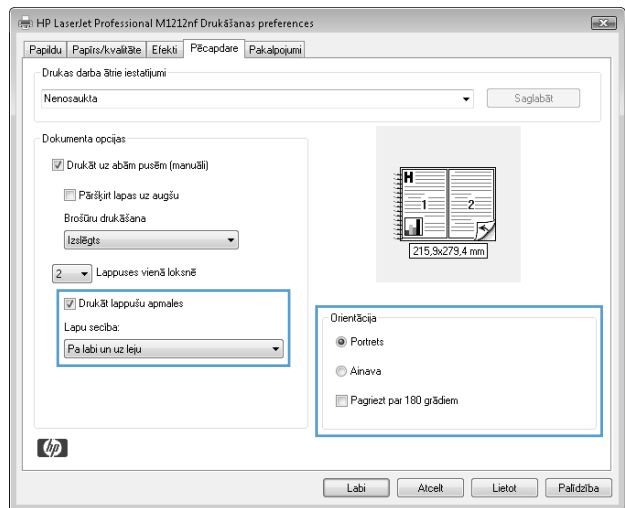 HP LaserJet Professional M1212nf Drukāšanas preferences
Papildu Papīrs/kvalitāte Efekti Pēcapdare Pakalpojumi
Drukas darba ātrie iestatījumi
Nenosaukta
Saglabāt
Dokumenta opcijas
Drukāt uz abām pusēm (manuāli)
Pāršķirt lapas uz augšu
Brošūru drukāšana
Izslēgts
2 Lappuses vienā loksnē
Drukāt lappušu apmales
Lapu secība:
Pa labi un uz leju
H
1 2
215,9x279,4 mm
Orientācija
Portrets
Ainava
Pagriezt par 180 grādiem
hp
Labi Atcelt Lietot Palīdzība